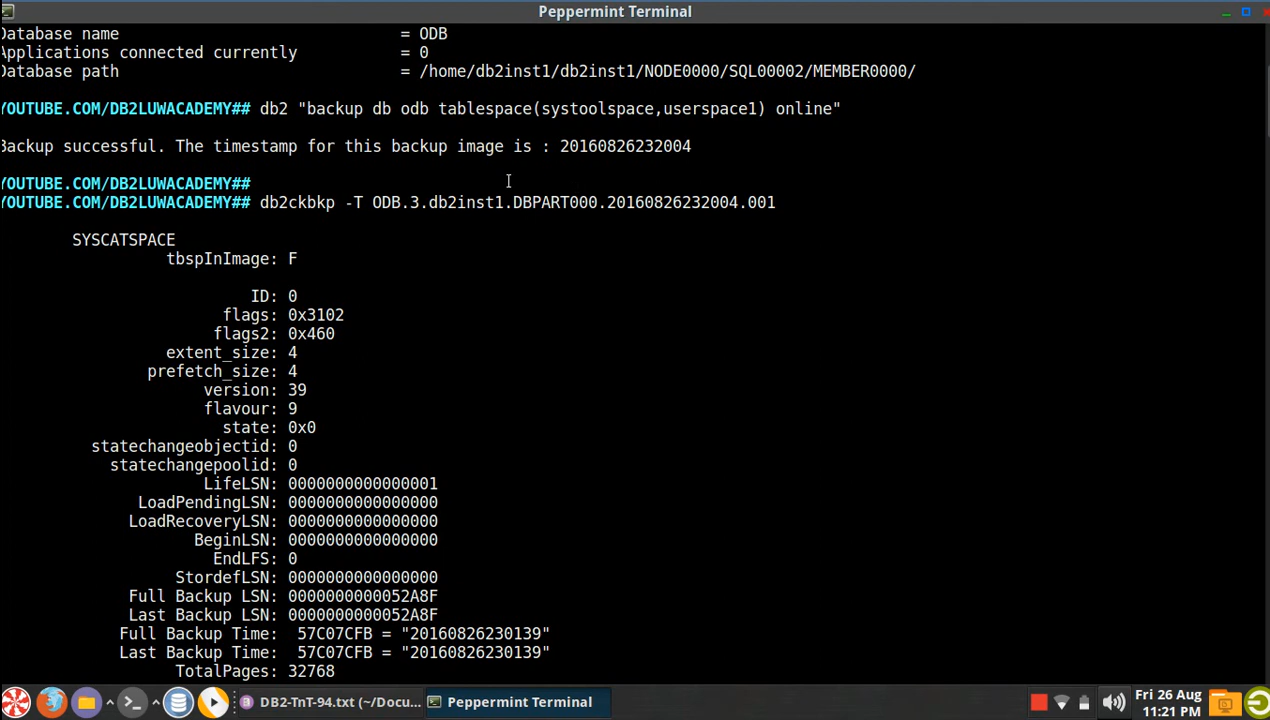 Peppermint Terminal
Database name = ODB
Applications connected currently = 0
Database path = /home/db2inst1/db2inst1/NODE0000/SQL00002/MEMBER0000/
YOUTUBE.COM/DB2LUWACADEMY## db2 "backup db odb tablespace(systoolspace,userspace1) online"
Backup successful. The timestamp for this backup image is : 20160826232004
YOUTUBE.COM/DB2LUWACADEMY##
YOUTUBE.COM/DB2LUWACADEMY## db2ckbkp -T ODB.3.db2inst1.DBPART000.20160826232004.001
SYSCATSPACE
tbspInImage: F
ID: 0
flags: 0x3102
flags2: 0x460
extent_size: 4
prefetch_size: 4
version: 39
flavour: 9
state: 0x0
statechangeobjectid: 0
statechangepoolid: 0
LifeLSN: 0000000000000001
LoadPendingLSN: 0000000000000000
LoadRecoveryLSN: 0000000000000000
BeginLSN: 0000000000000000
EndLFS: 0
StordefLSN: 0000000000000000
Full Backup LSN: 0000000000052A8F
Last Backup LSN: 0000000000052A8F
Full Backup Time: 57C07CFB = "20160826230139"
Last Backup Time: 57C07CFB = "20160826230139"
TotalPages: 32768
DB2-TnT-94.txt (~/Docu... Peppermint Terminal
Fri 26 Aug
11:21 PM